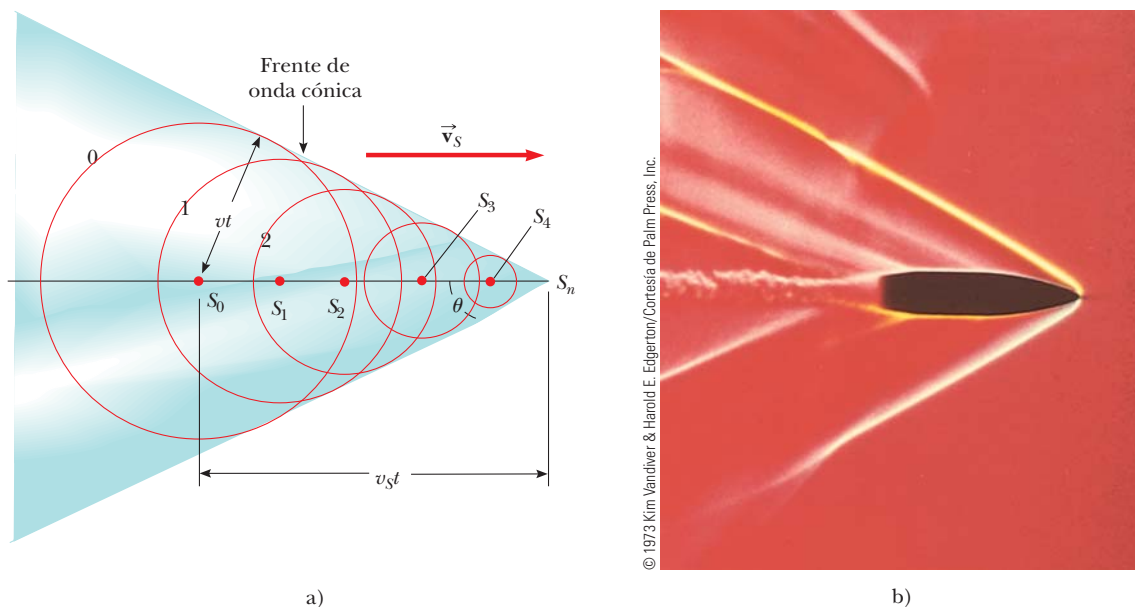 Frente de
onda cónica
v⃗S
0
1
2
vt
S3
S4
S0
S1
S2
Sn
θ
vSt
a)
© 1973 Kim Vandiver & Harold E. Edgerton/Cortesía de Palm Press, Inc.
b)